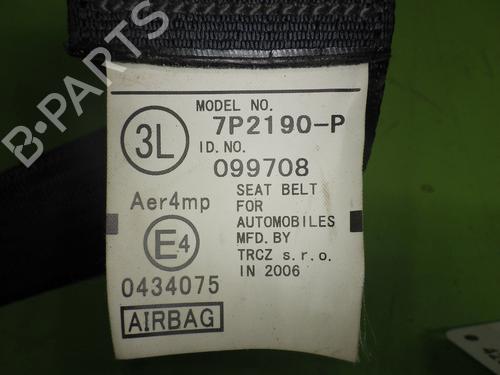 MODEL NO.
7P2190-P
3L
I.D. NO.
099708
Aer4mp
SEAT BELT
FOR
AUTOMOBILES
E4
MFD. BY
TRCZ s.r.o.
IN 2006
0434075
AIRBAG
B-PARTS